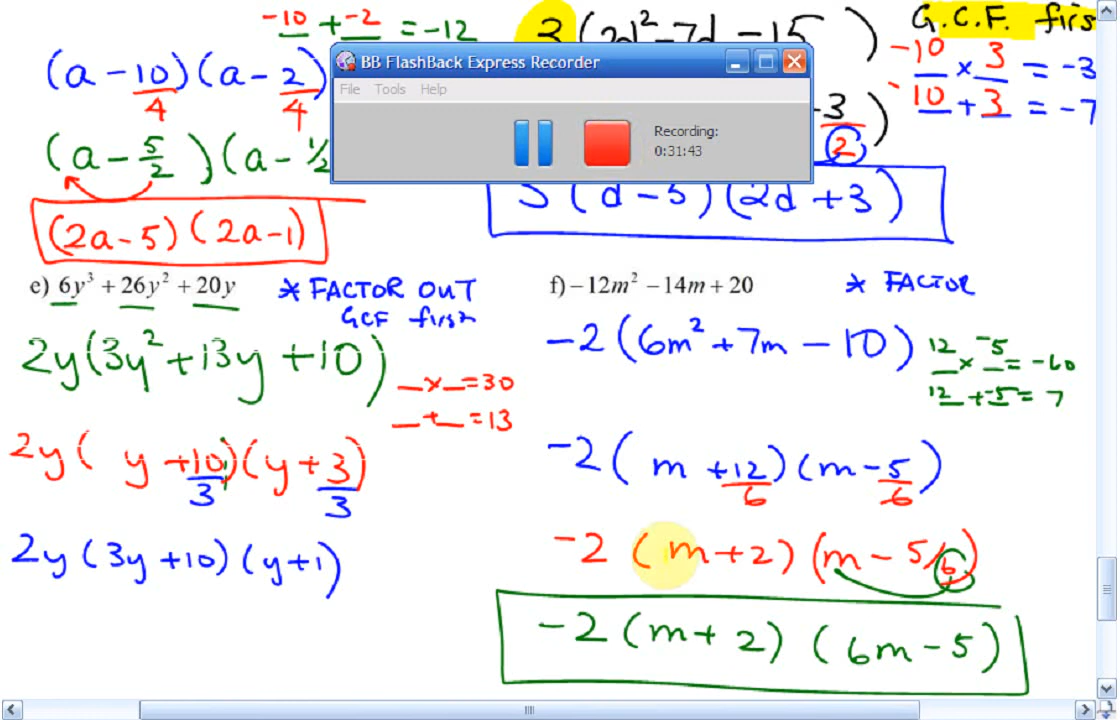 -10 + -2 = -12
(a - 10/4)(a - 2/4)
(a - 5/2)(a - 1/2
(2a-5)(2a-1)
3(2d² - 7d - 15)
G.C.F. firs
-10 × 3 = -3
-10 + 3 = -7
BB FlashBack Express Recorder
File Tools Help
Recording:
0:31:43
-3/2)
3(d-5)(2d+3)
e) 6y³ + 26y² + 20y
* FACTOR OUT
GCF first
2y(3y² + 13y + 10)
_ × _ = 30
_ + _ = 13
2y( y + 10/3)(y + 3/3)
2y(3y+10)(y+1)
f) −12m² − 14m + 20
* FACTOR
-2(6m² + 7m - 10)
12 × -5 = -60
12 + -5 = 7
-2( m + 12/6)(m - 5/6)
-2 (m+2)(m - 5/6)
-2(m+2)(6m-5)